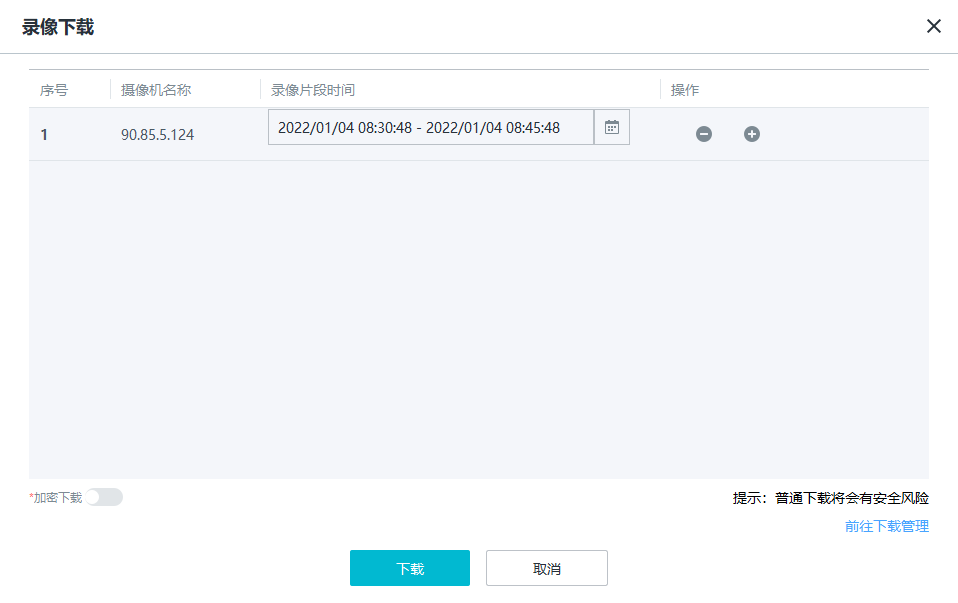 录像下载
序号 摄像机名称 录像片段时间 操作
1 90.85.5.124 2022/01/04 08:30:48 - 2022/01/04 08:45:48
*加密下载 提示：普通下载将会有安全风险
前往下载管理
下载 取消